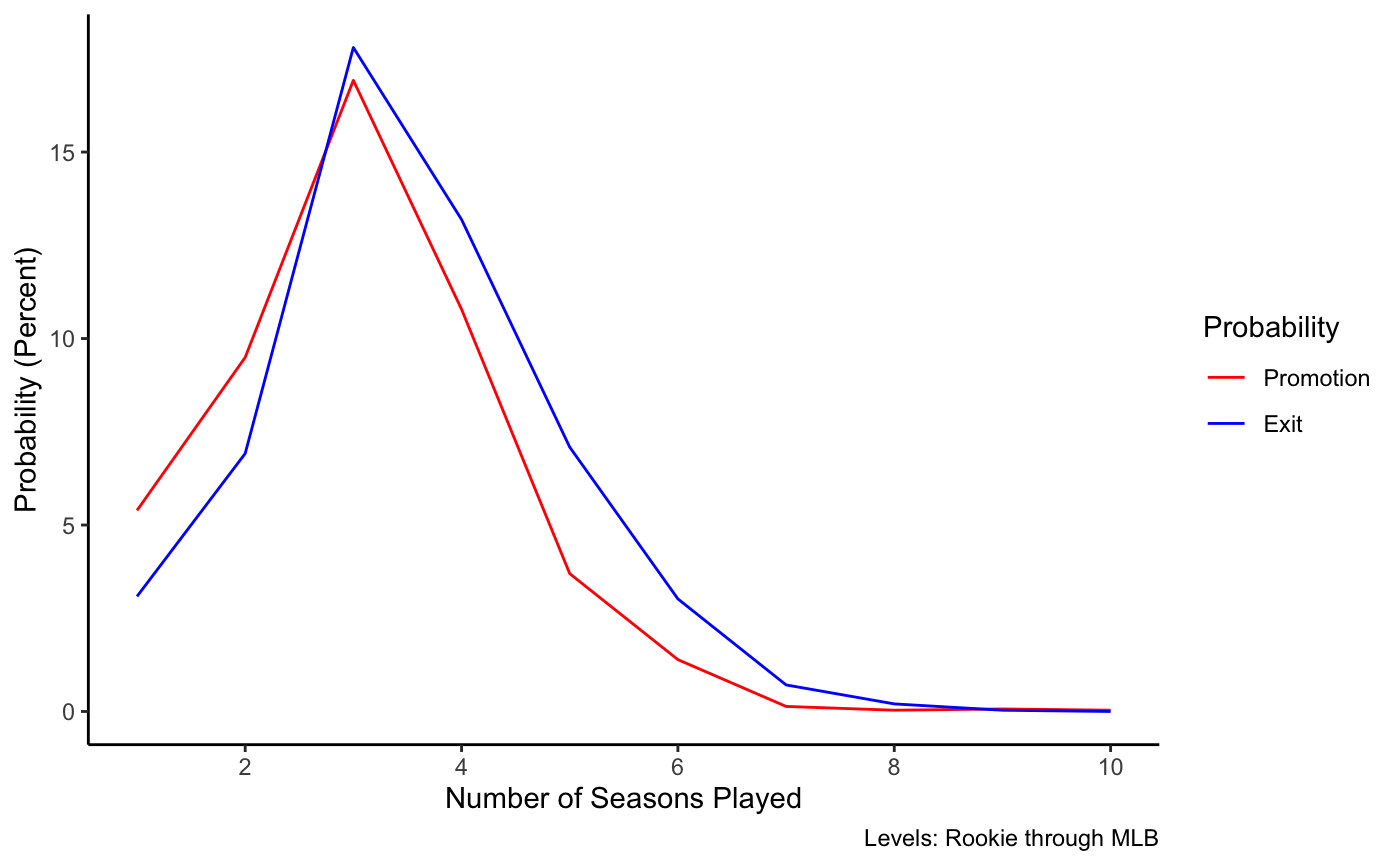 Probability (Percent)
15
10
5
0
2 4 6 8 10
Number of Seasons Played
Levels: Rookie through MLB
Probability
Promotion
Exit